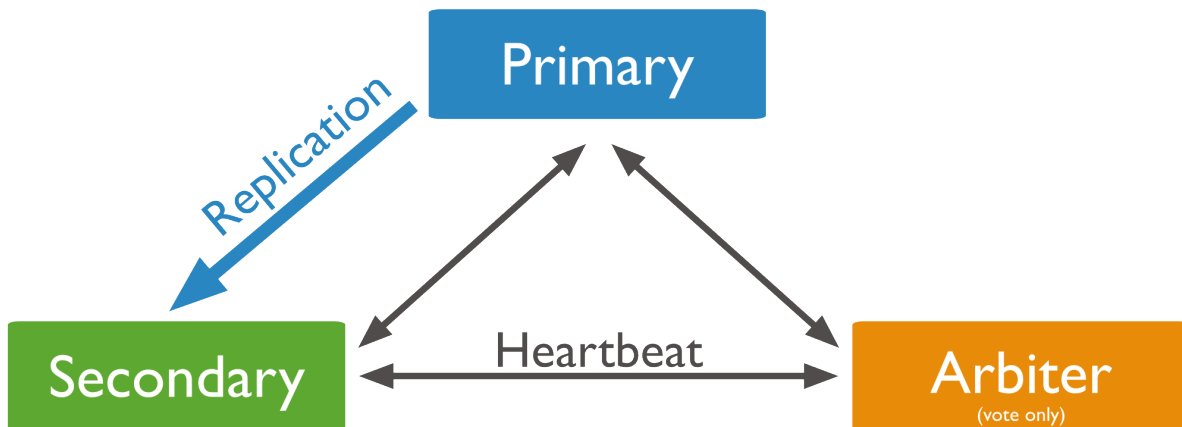 Primary
Replication
Heartbeat
Secondary
Arbiter
(vote only)